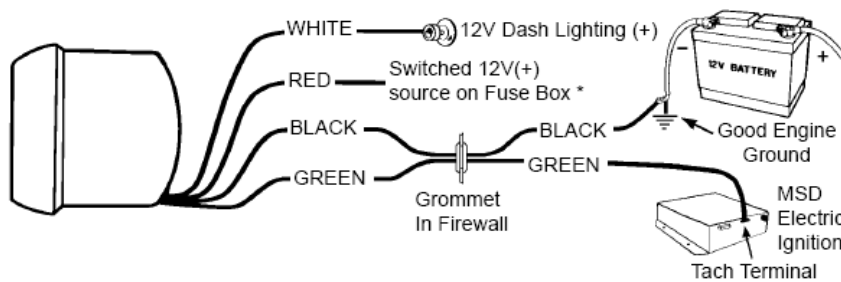 WHITE
12V Dash Lighting (+)
RED
Switched 12V(+)
source on Fuse Box *
BLACK
BLACK
GREEN
GREEN
Grommet
In Firewall
–
+
12V BATTERY
Good Engine
Ground
MSD
Electric
Ignition
Tach Terminal